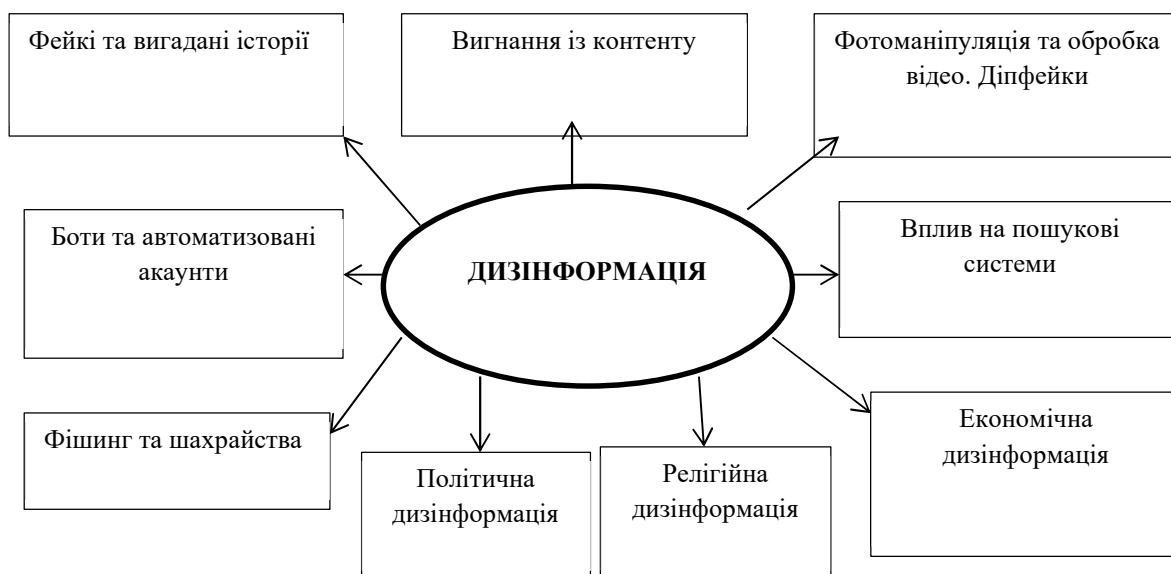 Фейкі та вигадані історії
Вигнання із контенту
Фотоманіпуляція та обробка
відео. Діпфейки
Боти та автоматизовані
акаунти
ДИЗІНФОРМАЦІЯ
Вплив на пошукові
системи
Фішинг та шахрайства
Політична
дизінформація
Релігійна
дизінформація
Економічна
дизінформація